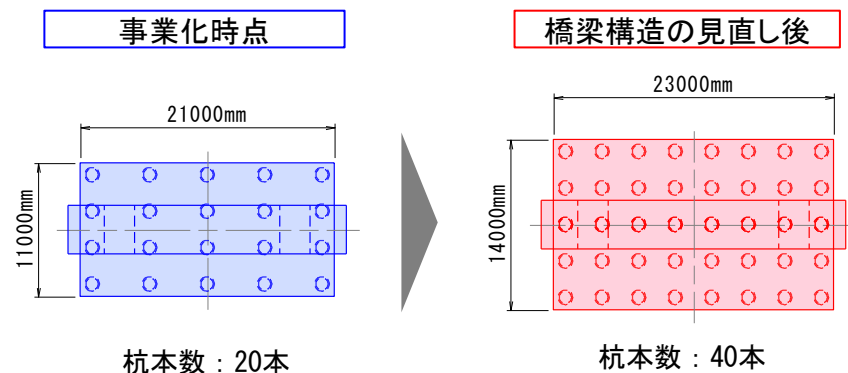 事業化時点
21000mm
11000mm
杭本数：20本
橋梁構造の見直し後
23000mm
14000mm
杭本数：40本